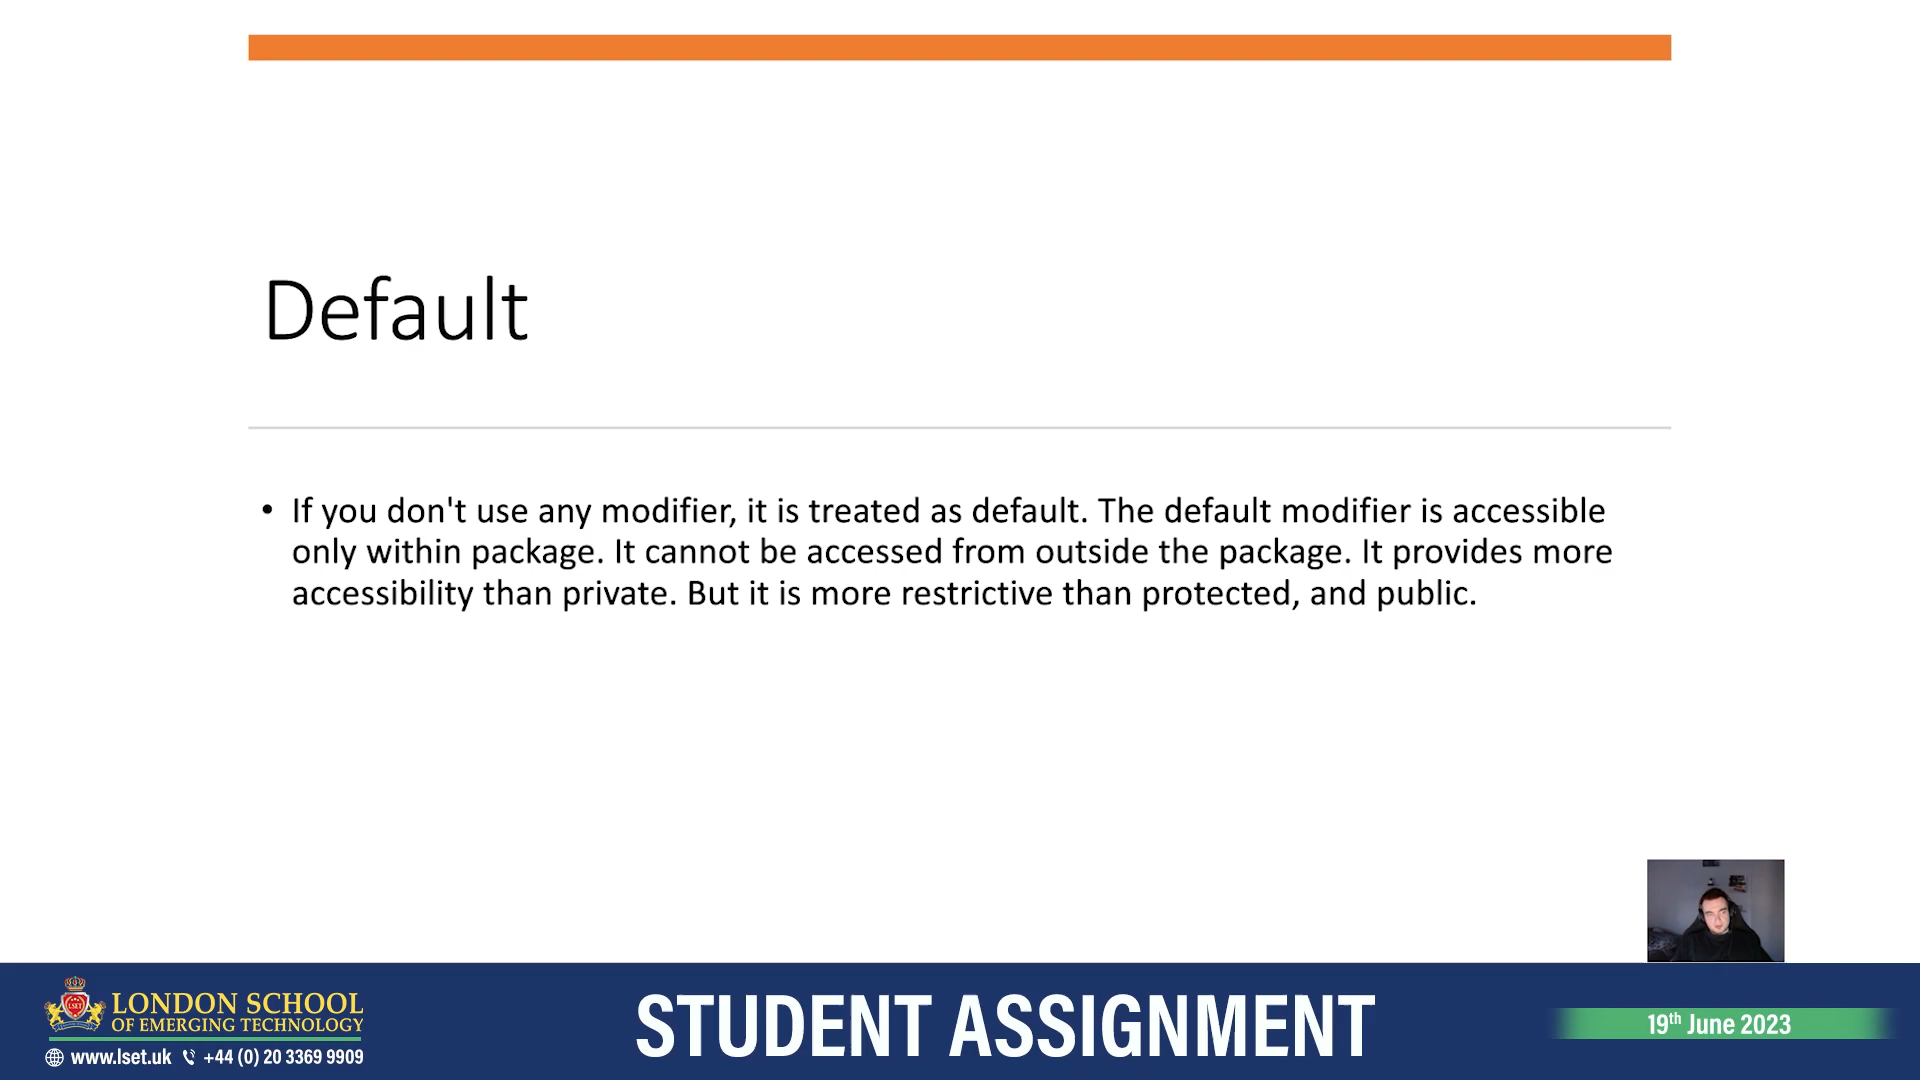 Default
• If you don't use any modifier, it is treated as default. The default modifier is accessible
only within package. It cannot be accessed from outside the package. It provides more
accessibility than private. But it is more restrictive than protected, and public.
LSET
LONDON SCHOOL
OF EMERGING TECHNOLOGY
www.lset.uk +44 (0) 20 3369 9909
STUDENT ASSIGNMENT
19th June 2023